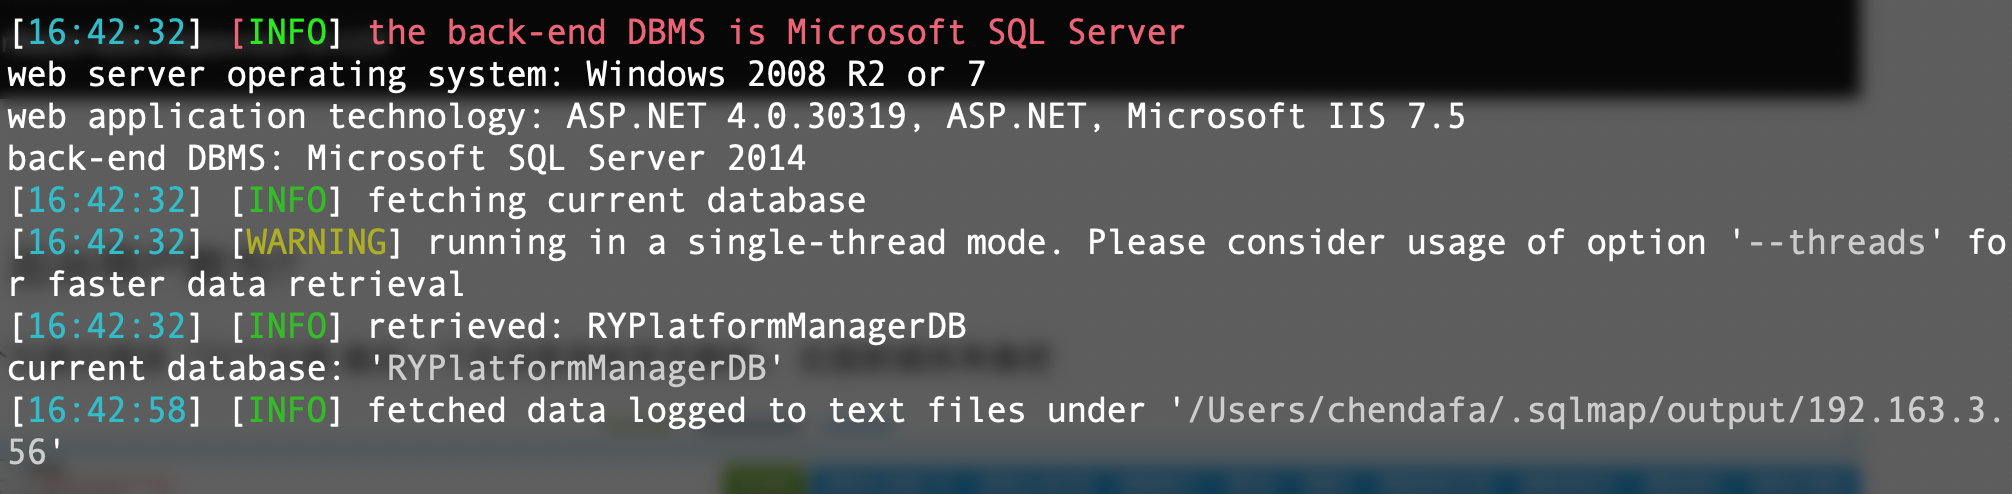 [16:42:32] [INFO] the back-end DBMS is Microsoft SQL Server
web server operating system: Windows 2008 R2 or 7
web application technology: ASP.NET 4.0.30319, ASP.NET, Microsoft IIS 7.5
back-end DBMS: Microsoft SQL Server 2014
[16:42:32] [INFO] fetching current database
[16:42:32] [WARNING] running in a single-thread mode. Please consider usage of option '--threads' fo
r faster data retrieval
[16:42:32] [INFO] retrieved: RYPlatformManagerDB
current database: 'RYPlatformManagerDB'
[16:42:58] [INFO] fetched data logged to text files under '/Users/chendafa/.sqlmap/output/192.163.3.
56'